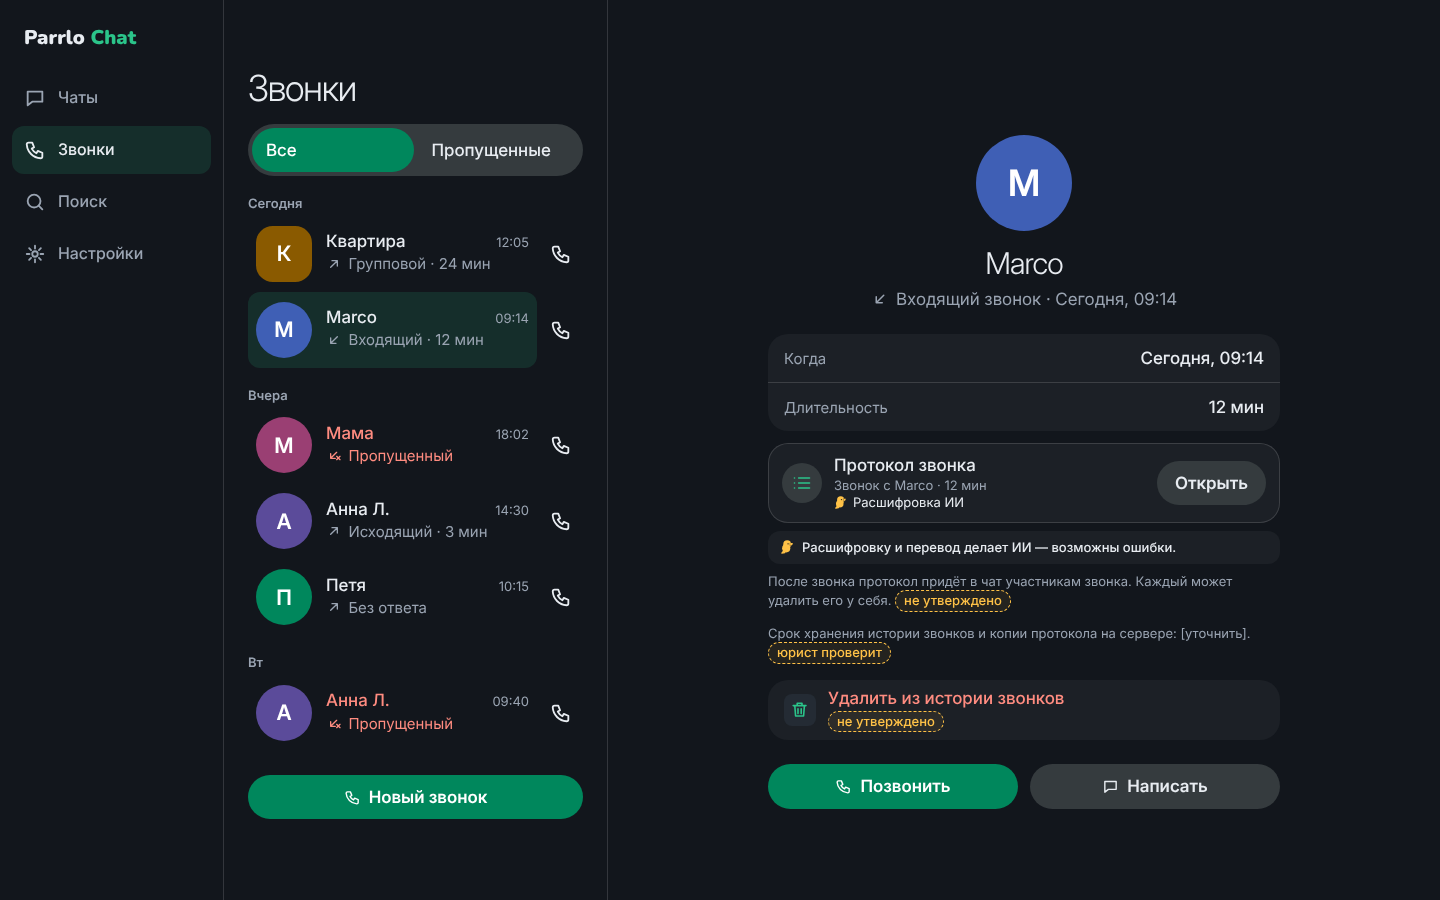 Parrlo Chat
Чаты
Звонки
Поиск
Настройки
Звонки
Все
Пропущенные
Сегодня
К
Квартира
12:05
Групповой · 24 мин
M
Marco
09:14
Входящий · 12 мин
Вчера
М
Мама
18:02
Пропущенный
А
Анна Л.
14:30
Исходящий · 3 мин
П
Петя
10:15
Без ответа
Вт
А
Анна Л.
09:40
Пропущенный
Новый звонок
M
Marco
Входящий звонок · Сегодня, 09:14
Когда
Сегодня, 09:14
Длительность
12 мин
Протокол звонка
Звонок с Marco · 12 мин
Расшифровка ИИ
Открыть
Расшифровку и перевод делает ИИ — возможны ошибки.
После звонка протокол придёт в чат участникам звонка. Каждый может
удалить его у себя. не утверждено
Срок хранения истории звонков и копии протокола на сервере: [уточнить].
юрист проверит
Удалить из истории звонков
не утверждено
Позвонить
Написать